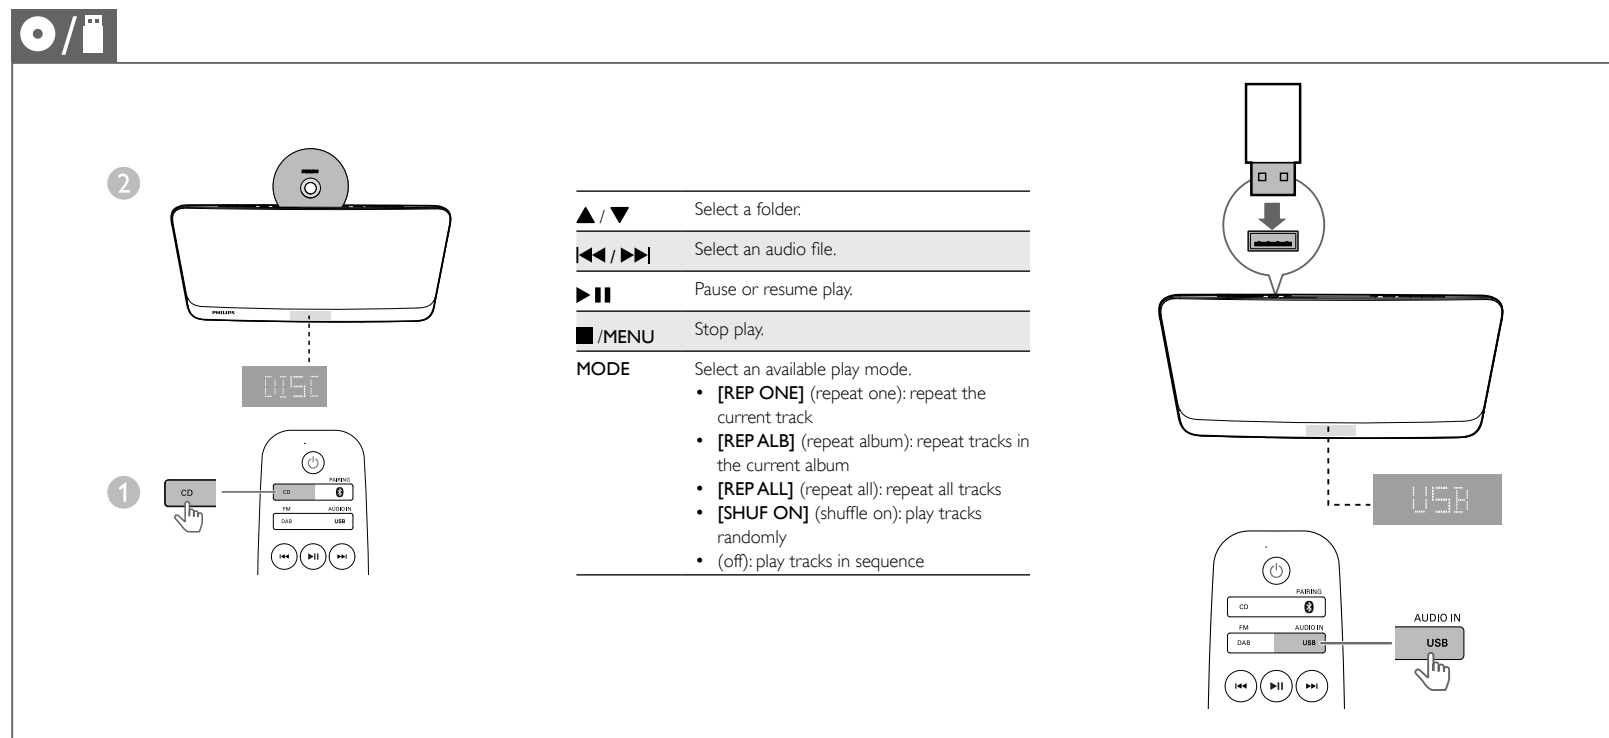 2
PHILIPS
PHILIPS
DISC
1
CD
PAIRING
CD
FM AUDIO IN
DAB USB
/ Select a folder.
/ Select an audio file.
Pause or resume play.
/MENU Stop play.
MODE Select an available play mode.
• [REP ONE] (repeat one): repeat the
current track
• [REP ALB] (repeat album): repeat tracks in
the current album
• [REP ALL] (repeat all): repeat all tracks
• [SHUF ON] (shuffle on): play tracks
randomly
• (off): play tracks in sequence
USB
PAIRING
CD
FM AUDIO IN
DAB USB
AUDIO IN
USB